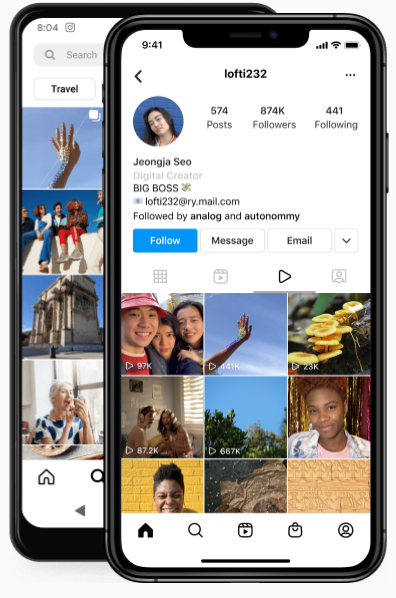 8:04
Search
Travel
9:41
lofti232
574 874K 441
Posts Followers Following
Jeongja Seo
Digital Creator
BIG BOSS
lofti232@ry.mail.com
Followed by analog and autonommy
Follow Message Email
97K 441K 23K
87.2K 667K